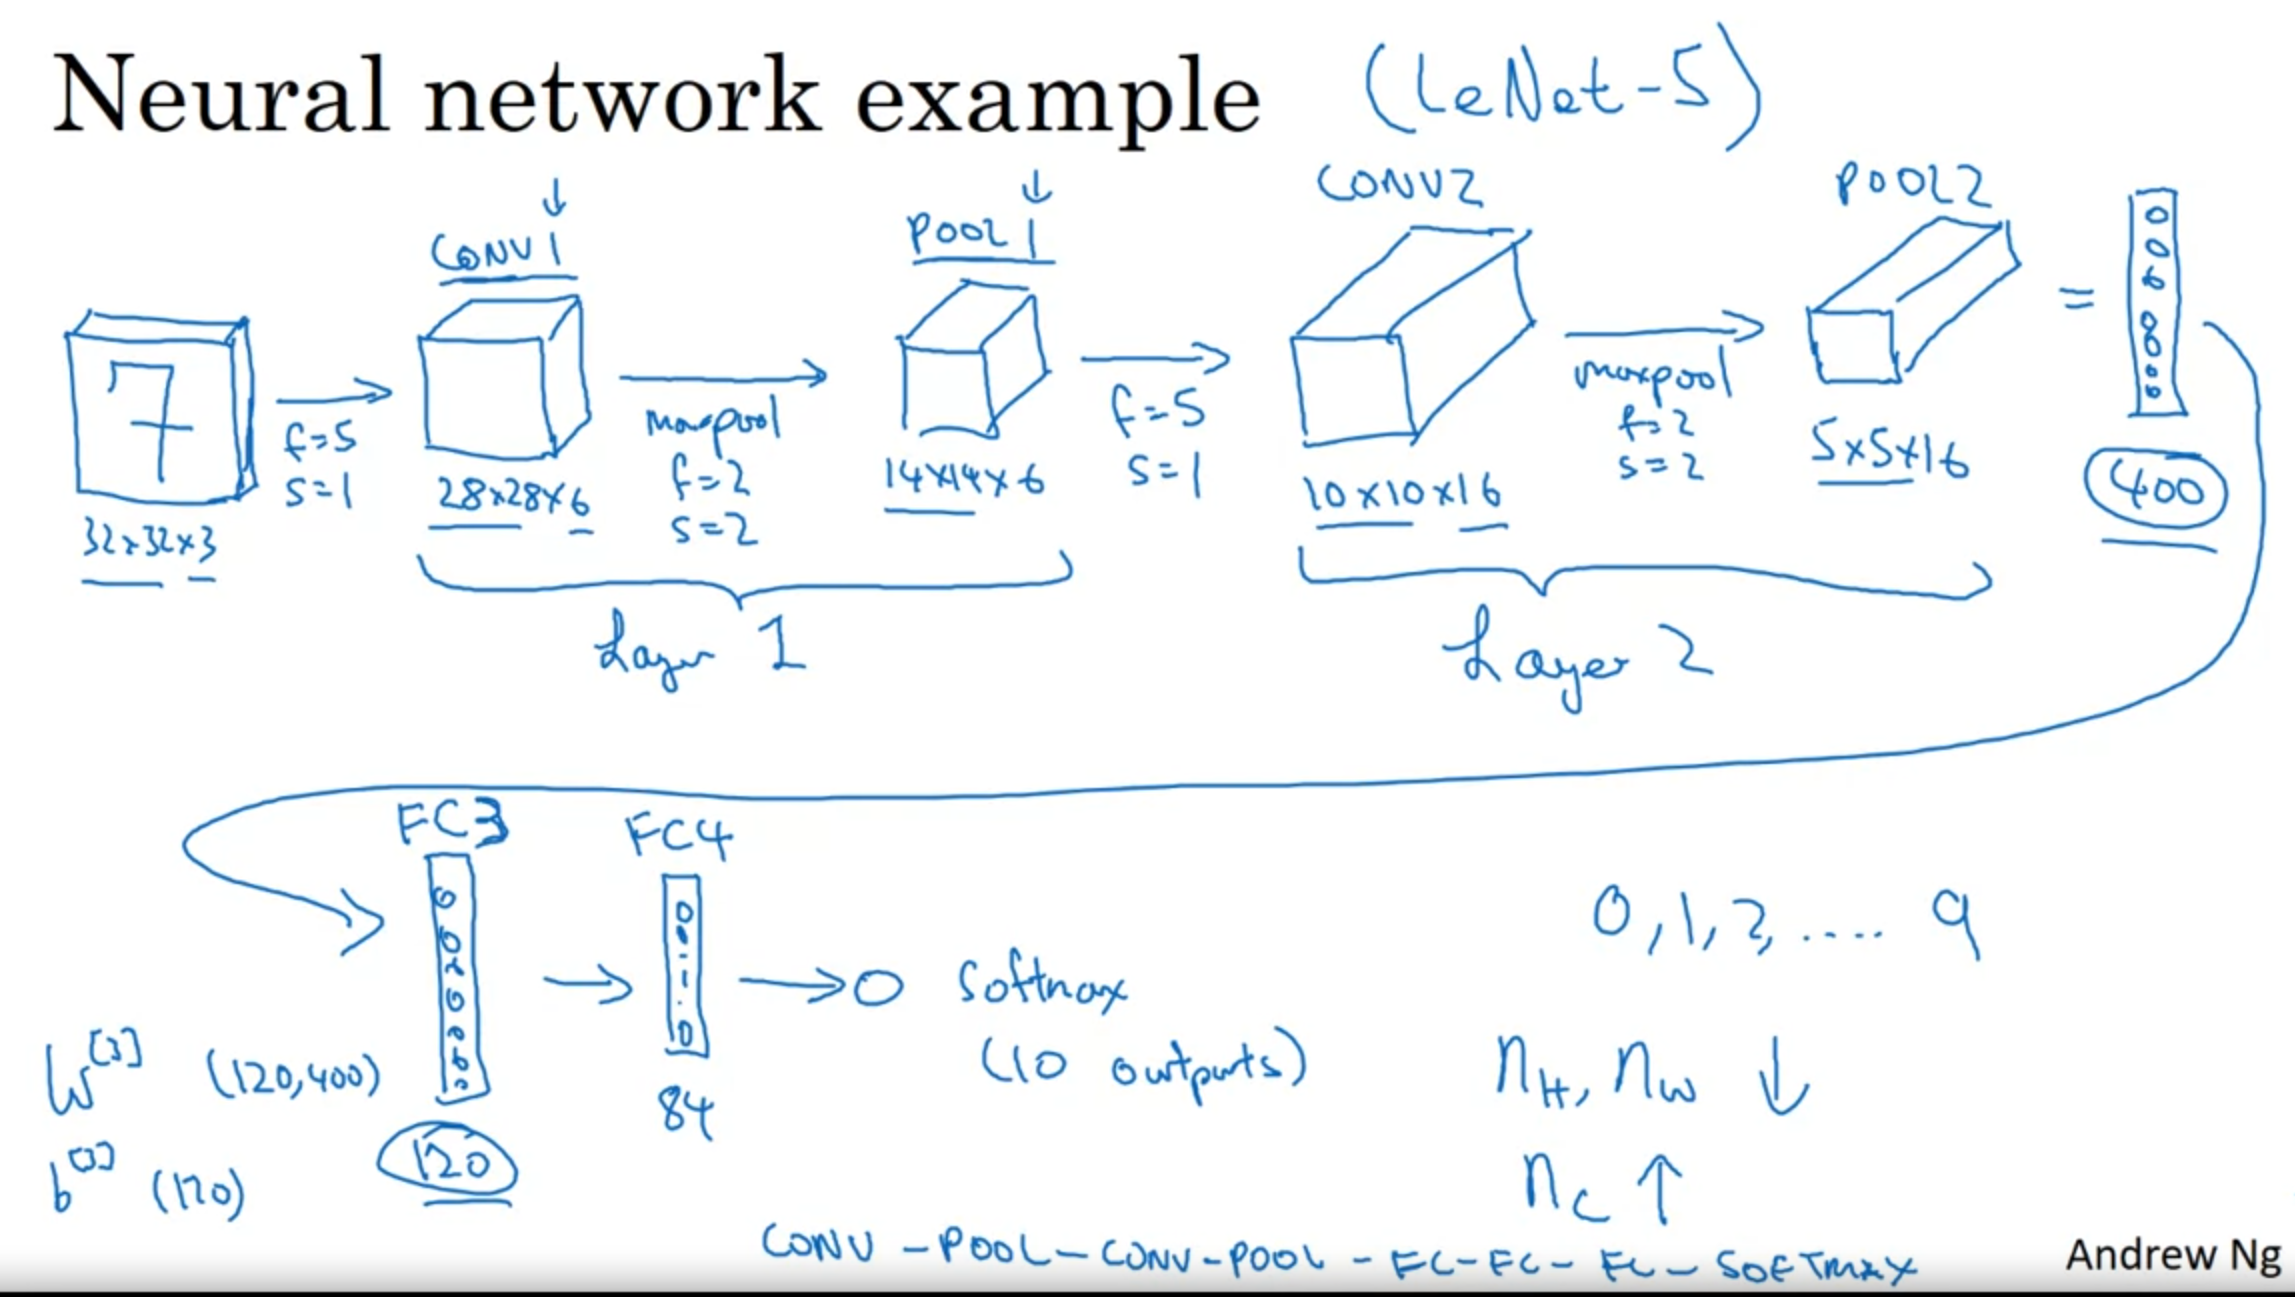 Neural network example (LeNet-5)
CONV1
POOL1
CONV2
POOL2
7
32x32x3
f=5
s=1
28x28x6
maxpool
f=2
s=2
14x14x6
f=5
s=1
10x10x16
maxpool
f=2
s=2
5x5x16
=
400
Layer 1
Layer 2
FC3
FC4
0, 1, 2, .... 9
Softmax
(10 outputs)
W[3] (120,400)
b[3] (120)
120
84
nH, nW ↓
nC ↑
CONV - POOL - CONV - POOL - FC - FC - FC - SOFTMAX
Andrew Ng